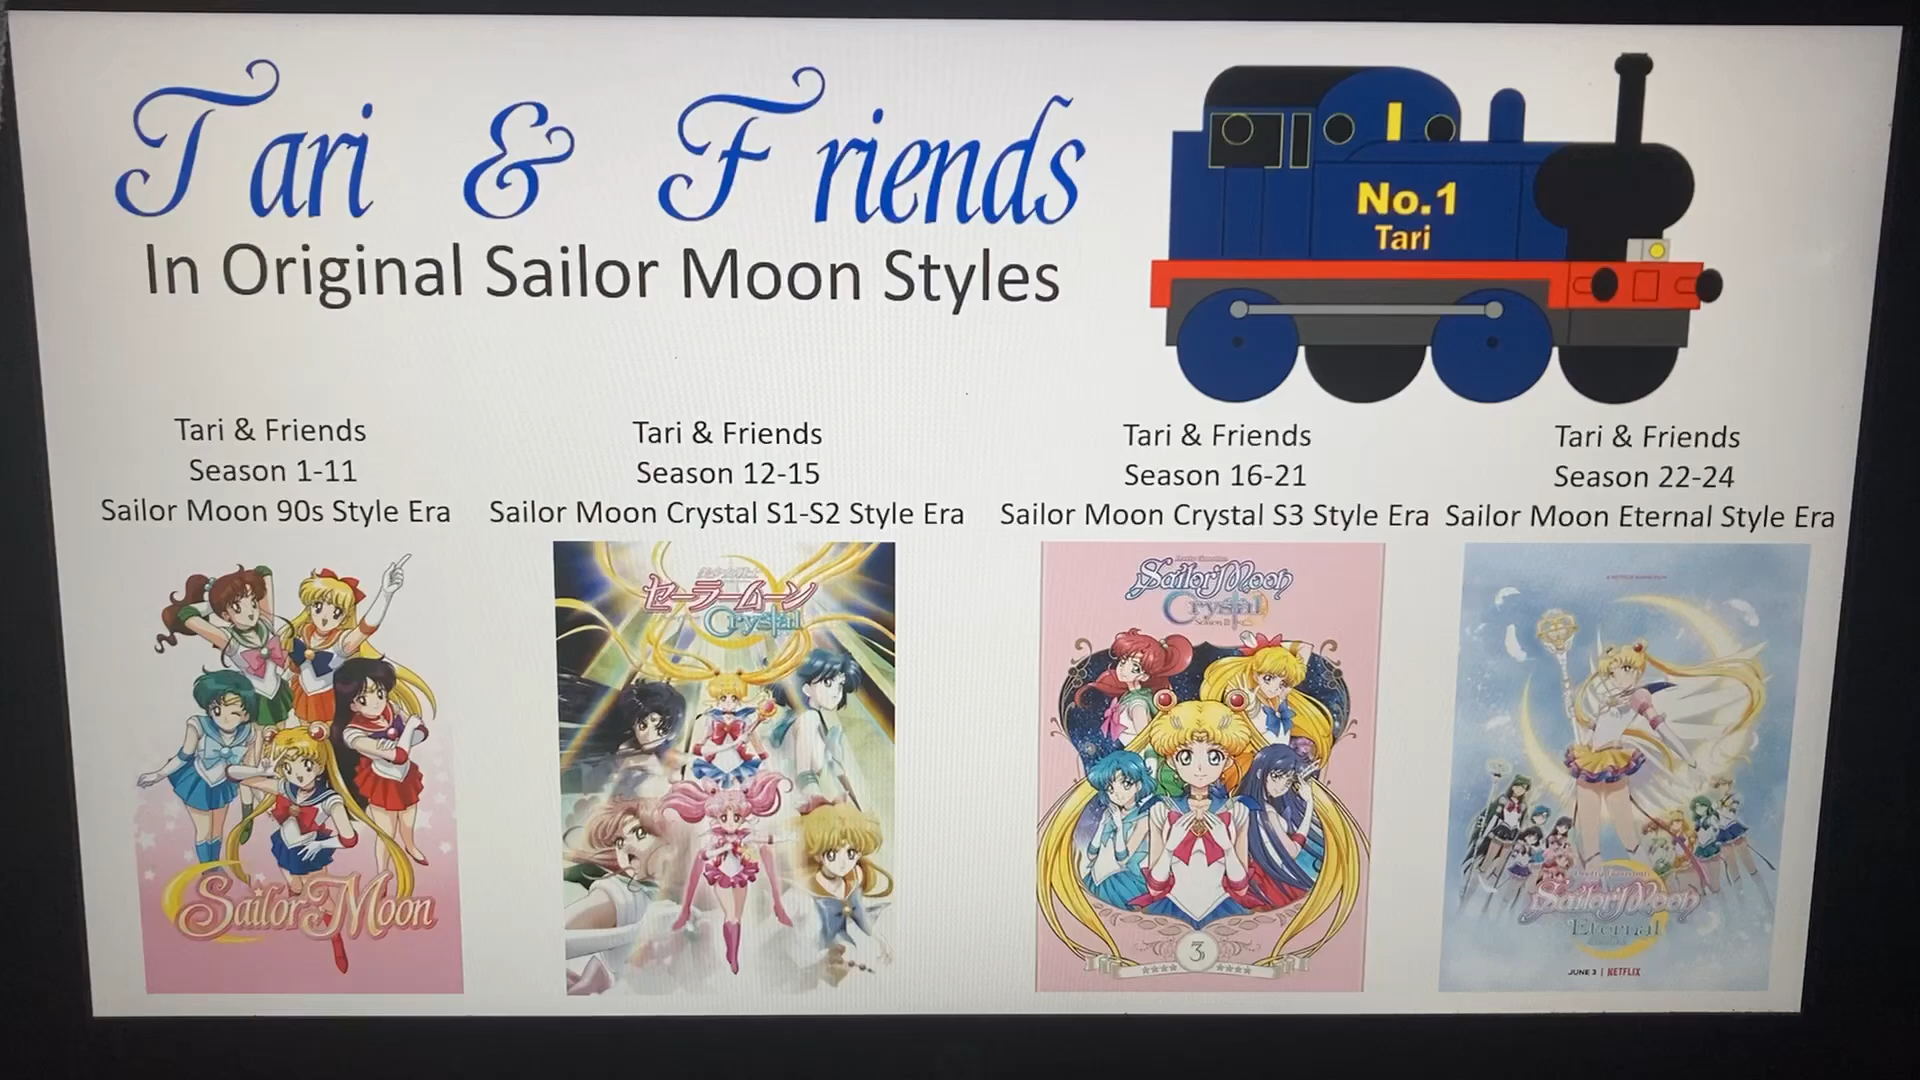 Tari & Friends
In Original Sailor Moon Styles
I
No.1
Tari
Tari & Friends
Season 1-11
Sailor Moon 90s Style Era
Tari & Friends
Season 12-15
Sailor Moon Crystal S1-S2 Style Era
Tari & Friends
Season 16-21
Sailor Moon Crystal S3 Style Era
Tari & Friends
Season 22-24
Sailor Moon Eternal Style Era
Sailor Moon
セーラームーン
Crystal
Sailor Moon
Crystal
3
Sailor Moon
Eternal
JUNE 3 | NETFLIX